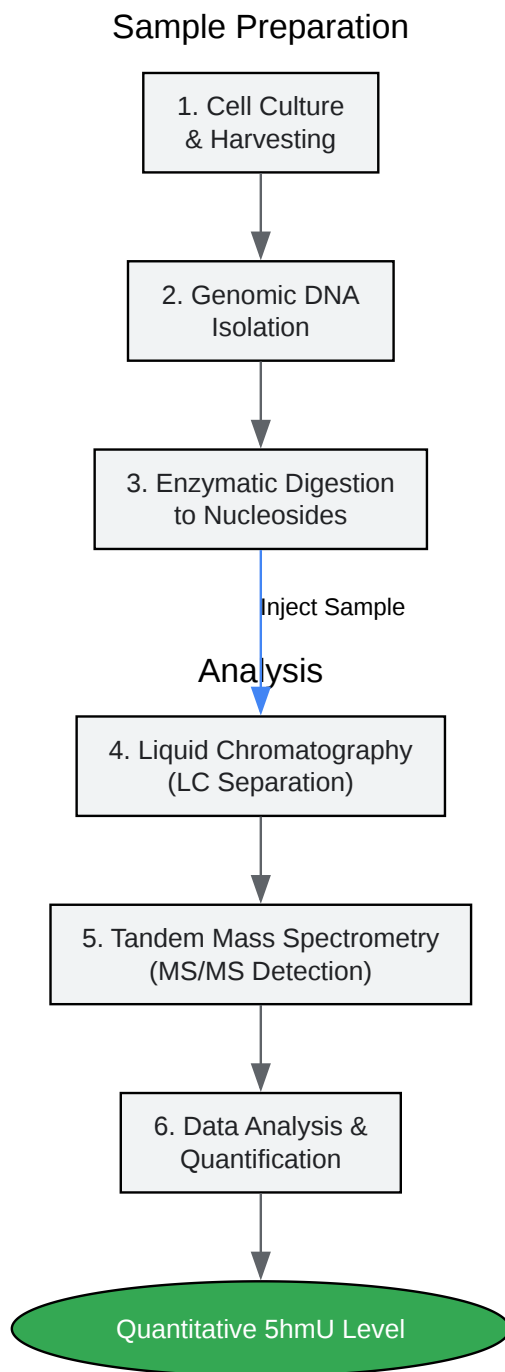 Sample Preparation
1. Cell Culture
& Harvesting
2. Genomic DNA
Isolation
3. Enzymatic Digestion
to Nucleosides
Inject Sample
Analysis
4. Liquid Chromatography
(LC Separation)
5. Tandem Mass Spectrometry
(MS/MS Detection)
6. Data Analysis &
Quantification
Quantitative 5hmU Level